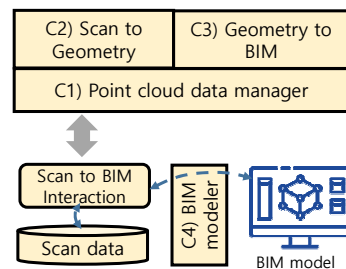 C2) Scan to
Geometry
C3) Geometry to
BIM
C1) Point cloud data manager
Scan to BIM
Interaction
Scan data
C4) BIM
modeler
BIM model